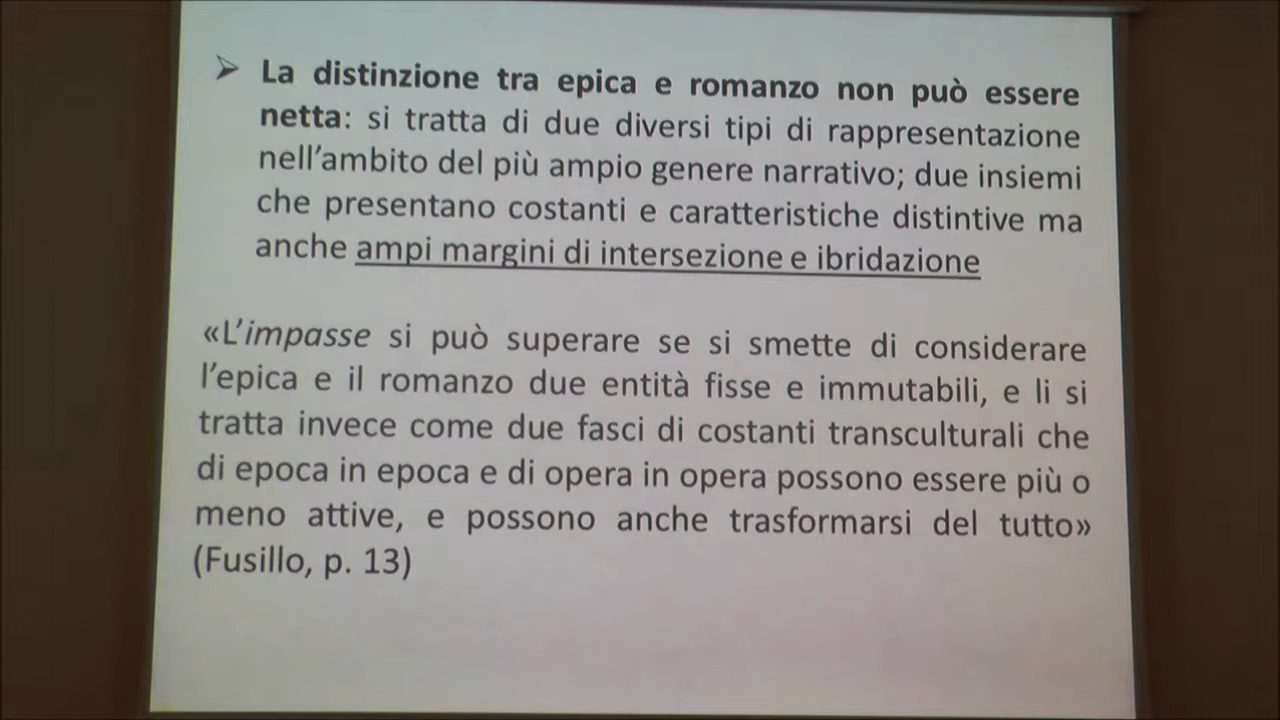 ➢ La distinzione tra epica e romanzo non può essere
netta: si tratta di due diversi tipi di rappresentazione
nell'ambito del più ampio genere narrativo; due insiemi
che presentano costanti e caratteristiche distintive ma
anche ampi margini di intersezione e ibridazione
«L'impasse si può superare se si smette di considerare
l'epica e il romanzo due entità fisse e immutabili, e li si
tratta invece come due fasci di costanti transculturali che
di epoca in epoca e di opera in opera possono essere più o
meno attive, e possono anche trasformarsi del tutto»
(Fusillo, p. 13)